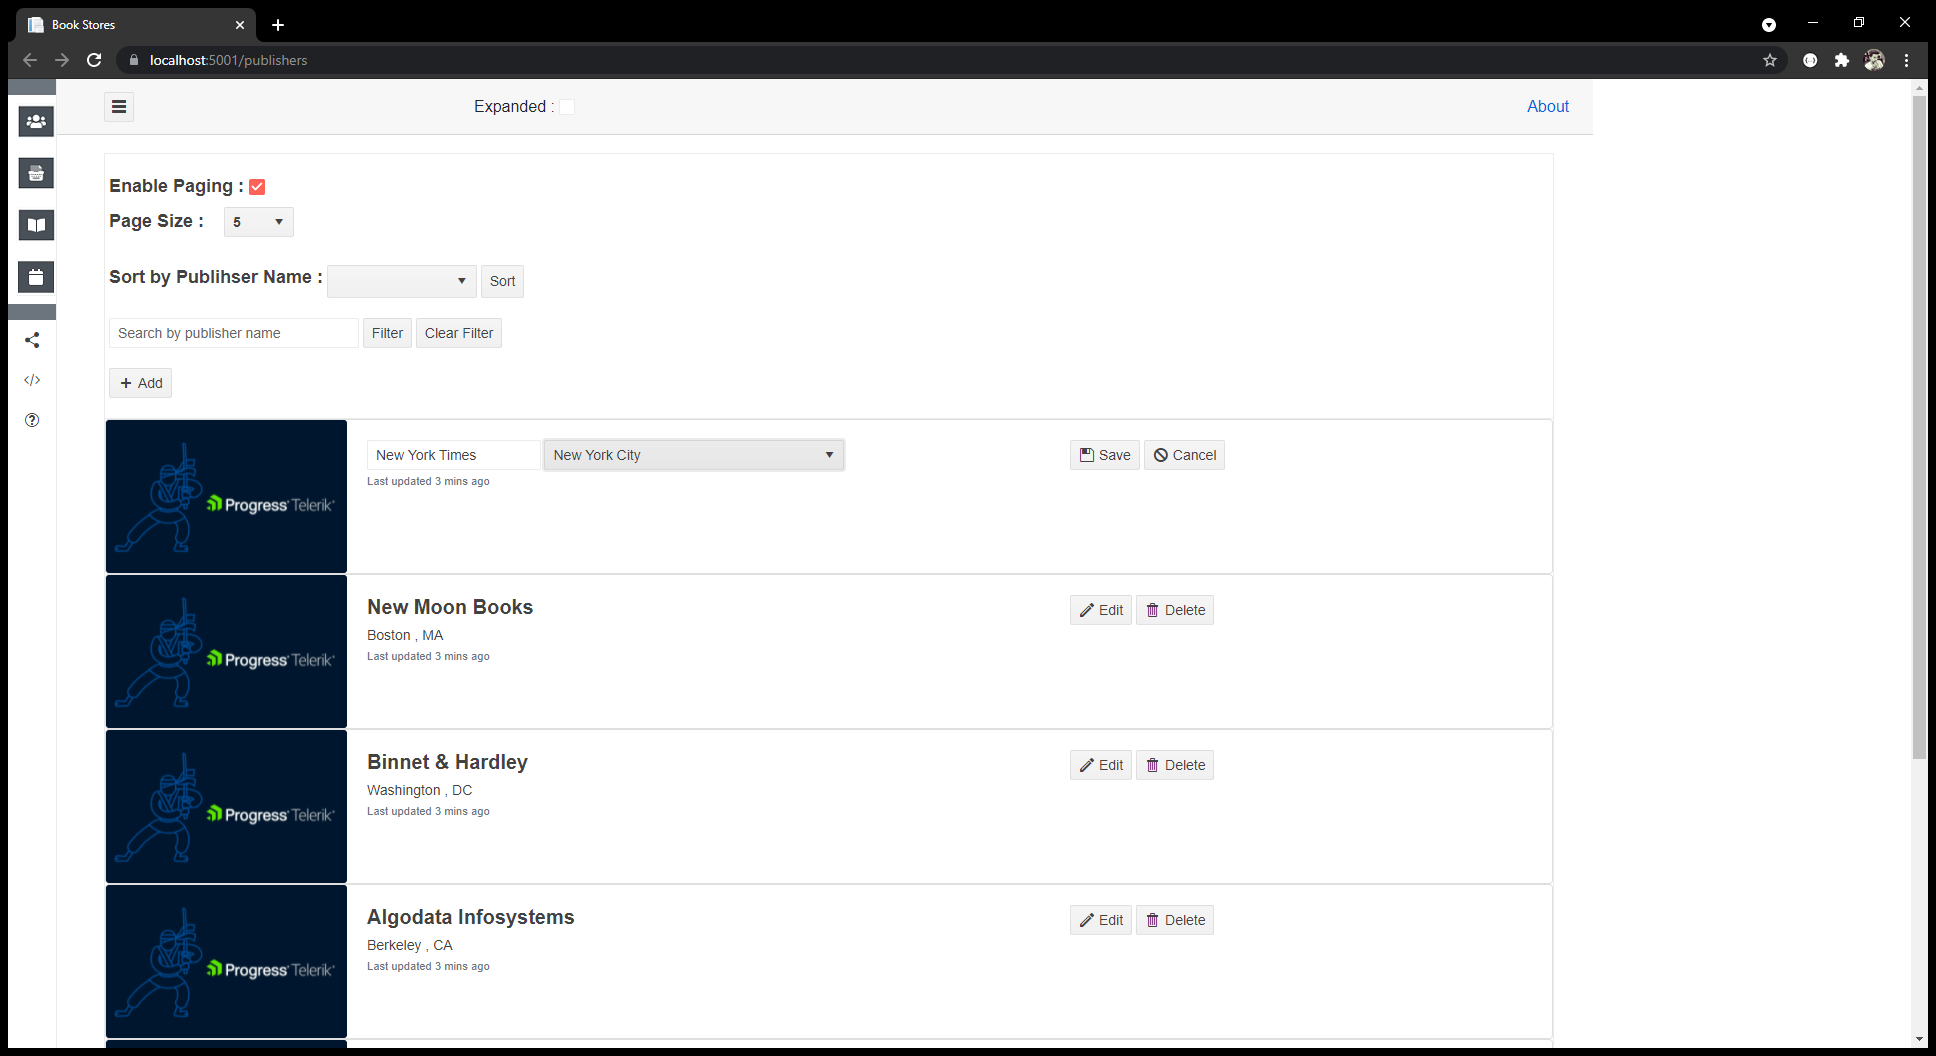 Book Stores
localhost:5001/publishers
Expanded :
About
Enable Paging :
Page Size : 5
Sort by Publihser Name : Sort
Search by publisher name Filter Clear Filter
Add
Progress Telerik
New York Times New York City Save Cancel
Last updated 3 mins ago
Progress Telerik
New Moon Books
Edit Delete
Boston , MA
Last updated 3 mins ago
Progress Telerik
Binnet & Hardley
Edit Delete
Washington , DC
Last updated 3 mins ago
Progress Telerik
Algodata Infosystems
Edit Delete
Berkeley , CA
Last updated 3 mins ago